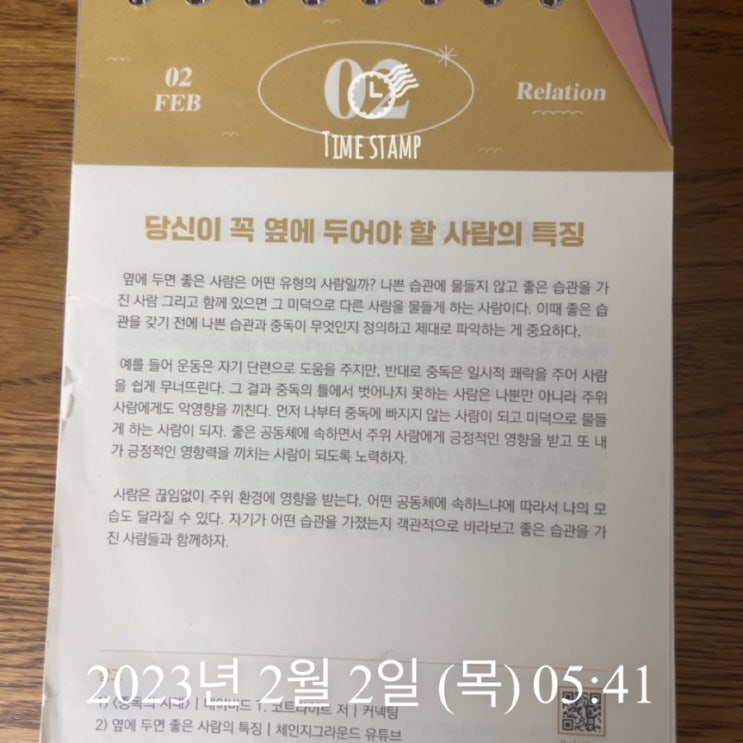 02
FEB
02
Relation
TIME STAMP
당신이 꼭 옆에 두어야 할 사람의 특징
옆에 두면 좋은 사람은 어떤 유형의 사람일까? 나쁜 습관에 물들지 않고 좋은 습관을 가
진 사람 그리고 함께 있으면 그 미덕으로 다른 사람을 물들게 하는 사람이다. 이때 좋은 습
관을 갖기 전에 나쁜 습관과 중독이 무엇인지 정의하고 제대로 파악하는 게 중요하다.
예를 들어 운동은 자기 단련으로 도움을 주지만, 반대로 중독은 일시적 쾌락을 주어 사람
을 쉽게 무너뜨린다. 그 결과 중독의 틀에서 벗어나지 못하는 사람은 나뿐만 아니라 주위
사람에게도 악영향을 끼친다. 먼저 나부터 중독에 빠지지 않는 사람이 되고 미덕으로 물들
게 하는 사람이 되자. 좋은 공동체에 속하면서 주위 사람에게 긍정적인 영향을 받고 또 내
가 긍정적인 영향력을 끼치는 사람이 되도록 노력하자.
사람은 끊임없이 주위 환경에 영향을 받는다. 어떤 공동체에 속하느냐에 따라서 나의 모
습도 달라질 수 있다. 자기가 어떤 습관을 가졌는지 객관적으로 바라보고 좋은 습관을 가
진 사람들과 함께하자.
2023년 2월 2일 (목) 05:41
1) <중독의 시대> | 데이비드 T. 코트라이트 저 | 커넥팅
2) 옆에 두면 좋은 사람의 특징 | 체인지그라운드 유튜브